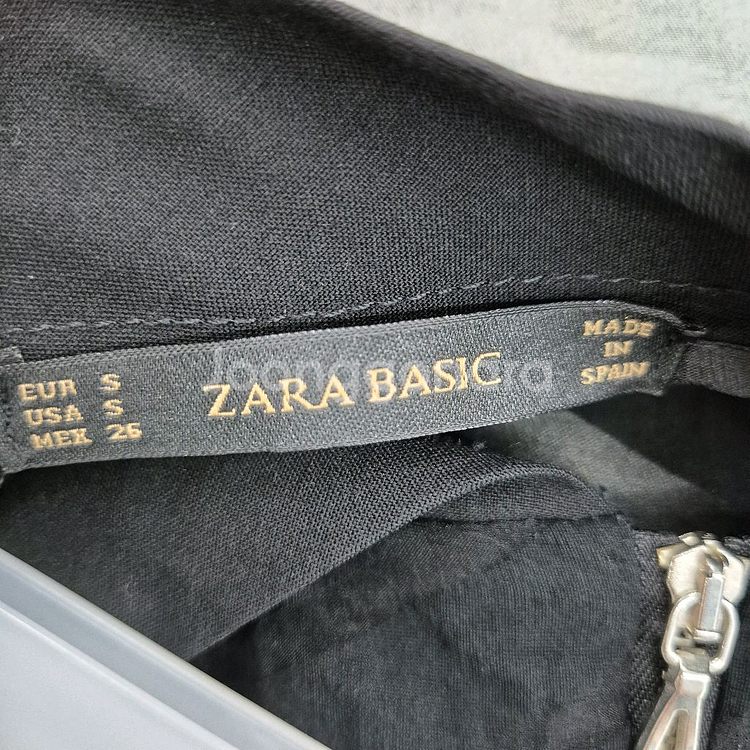 EUR S
USA S
MEX 26
ZARA BASIC
MADE
IN
SPAIN